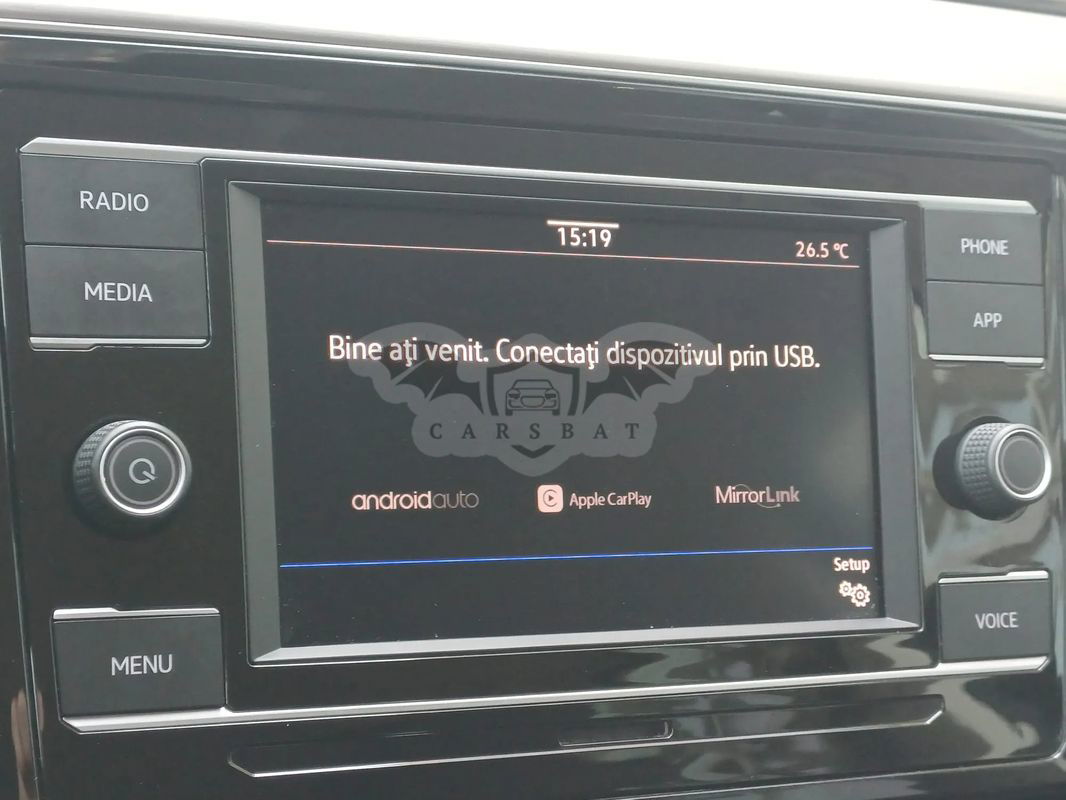 RADIO
MEDIA
MENU
15:19
26.5 °C
Bine aţi venit. Conectaţi dispozitivul prin USB.
CARSBAT
androidauto
Apple CarPlay
MirrorLink
Setup
PHONE
APP
VOICE